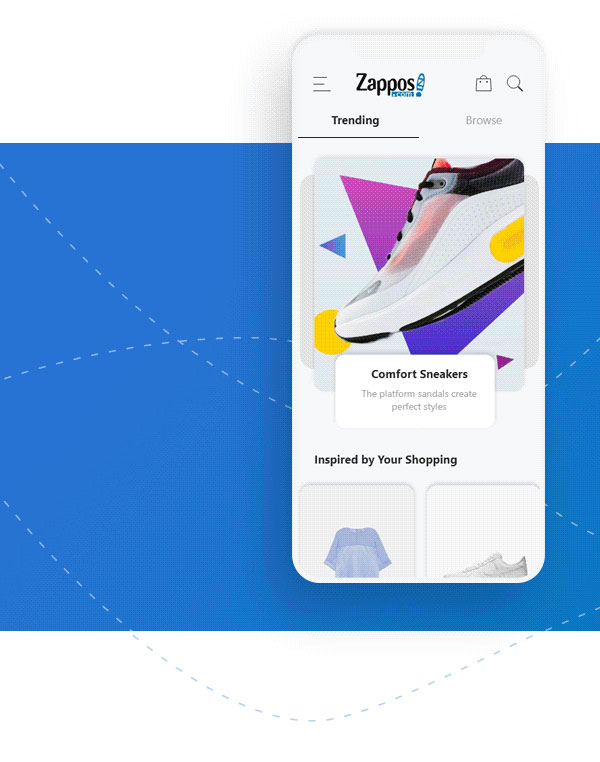 Zappos
.com
Trending
Browse
Comfort Sneakers
The platform sandals create
perfect styles
Inspired by Your Shopping